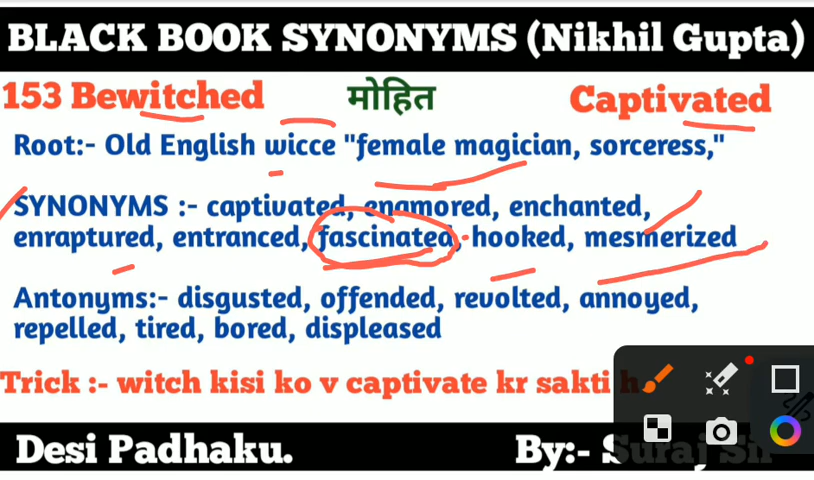 BLACK BOOK SYNONYMS (Nikhil Gupta)
153 Bewitched मोहित Captivated
Root:- Old English wicce "female magician, sorceress,"
SYNONYMS :- captivated, enamored, enchanted,
enraptured, entranced, fascinated, hooked, mesmerized
Antonyms:- disgusted, offended, revolted, annoyed,
repelled, tired, bored, displeased
Trick :- witch kisi ko v captivate kr sakti h
Desi Padhaku. By:- Suraj Sir